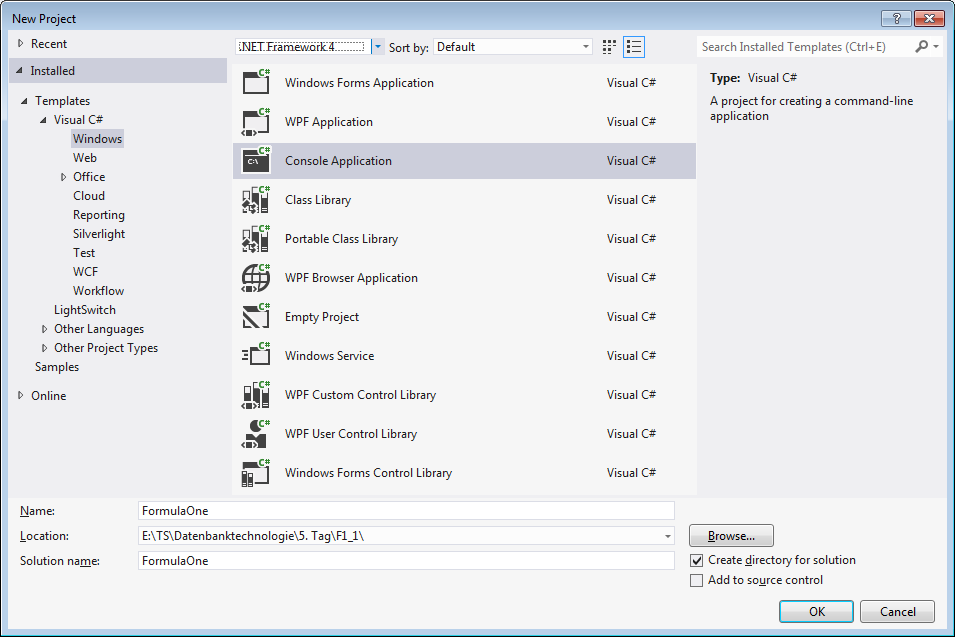 New Project
Recent
.NET Framework 4
Sort by:
Default
Search Installed Templates (Ctrl+E)
Installed
Templates
Visual C#
Windows
Web
Office
Cloud
Reporting
Silverlight
Test
WCF
Workflow
LightSwitch
Other Languages
Other Project Types
Samples
Online
Windows Forms Application Visual C#
WPF Application Visual C#
Console Application Visual C#
Class Library Visual C#
Portable Class Library Visual C#
WPF Browser Application Visual C#
Empty Project Visual C#
Windows Service Visual C#
WPF Custom Control Library Visual C#
WPF User Control Library Visual C#
Windows Forms Control Library Visual C#
Type: Visual C#
A project for creating a command-line
application
Name: FormulaOne
Location: E:\TS\Datenbanktechnologie\5. Tag\F1_1\
Browse...
Solution name: FormulaOne
Create directory for solution
Add to source control
OK
Cancel